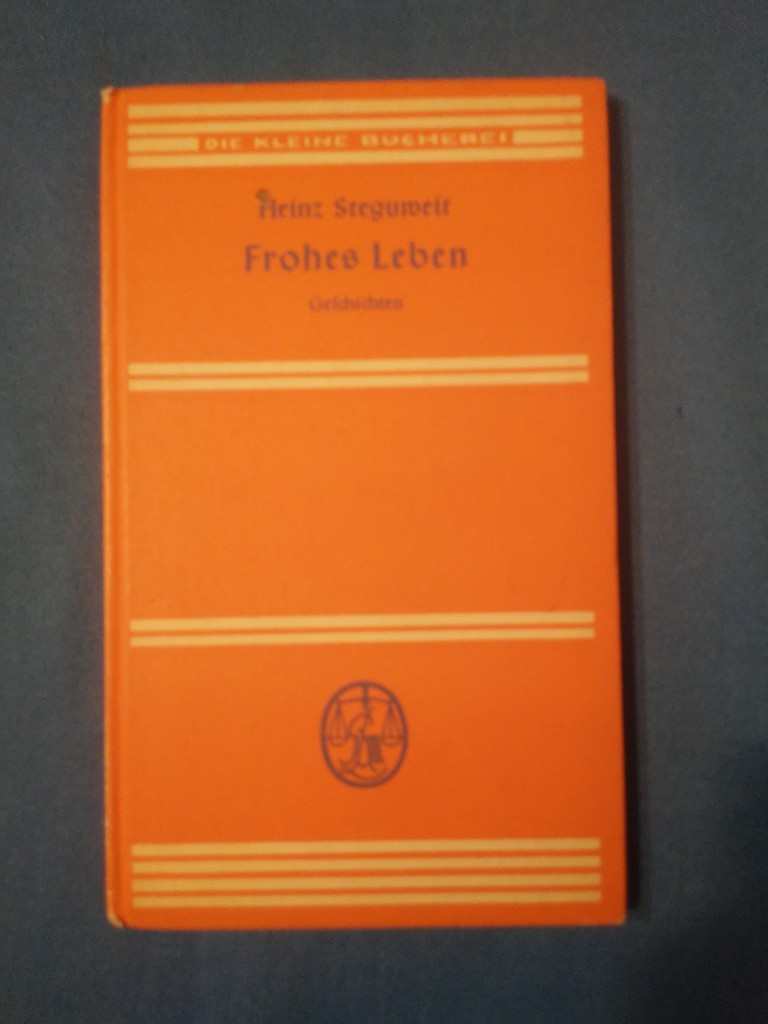 DIE KLEINE BÜCHEREI
Heinz Steguweit
Frohes Leben
Geschichten